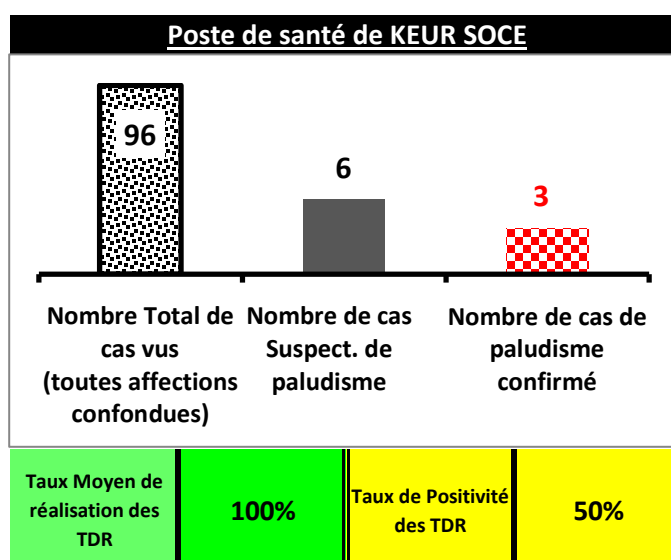 Poste de santé de KEUR SOCE
96
6
3
Nombre Total de
cas vus
(toutes affections
confondues)
Nombre de cas
Suspect. de
paludisme
Nombre de cas de
paludisme
confirmé
Taux Moyen de
réalisation des
TDR
100%
Taux de Positivité
des TDR
50%